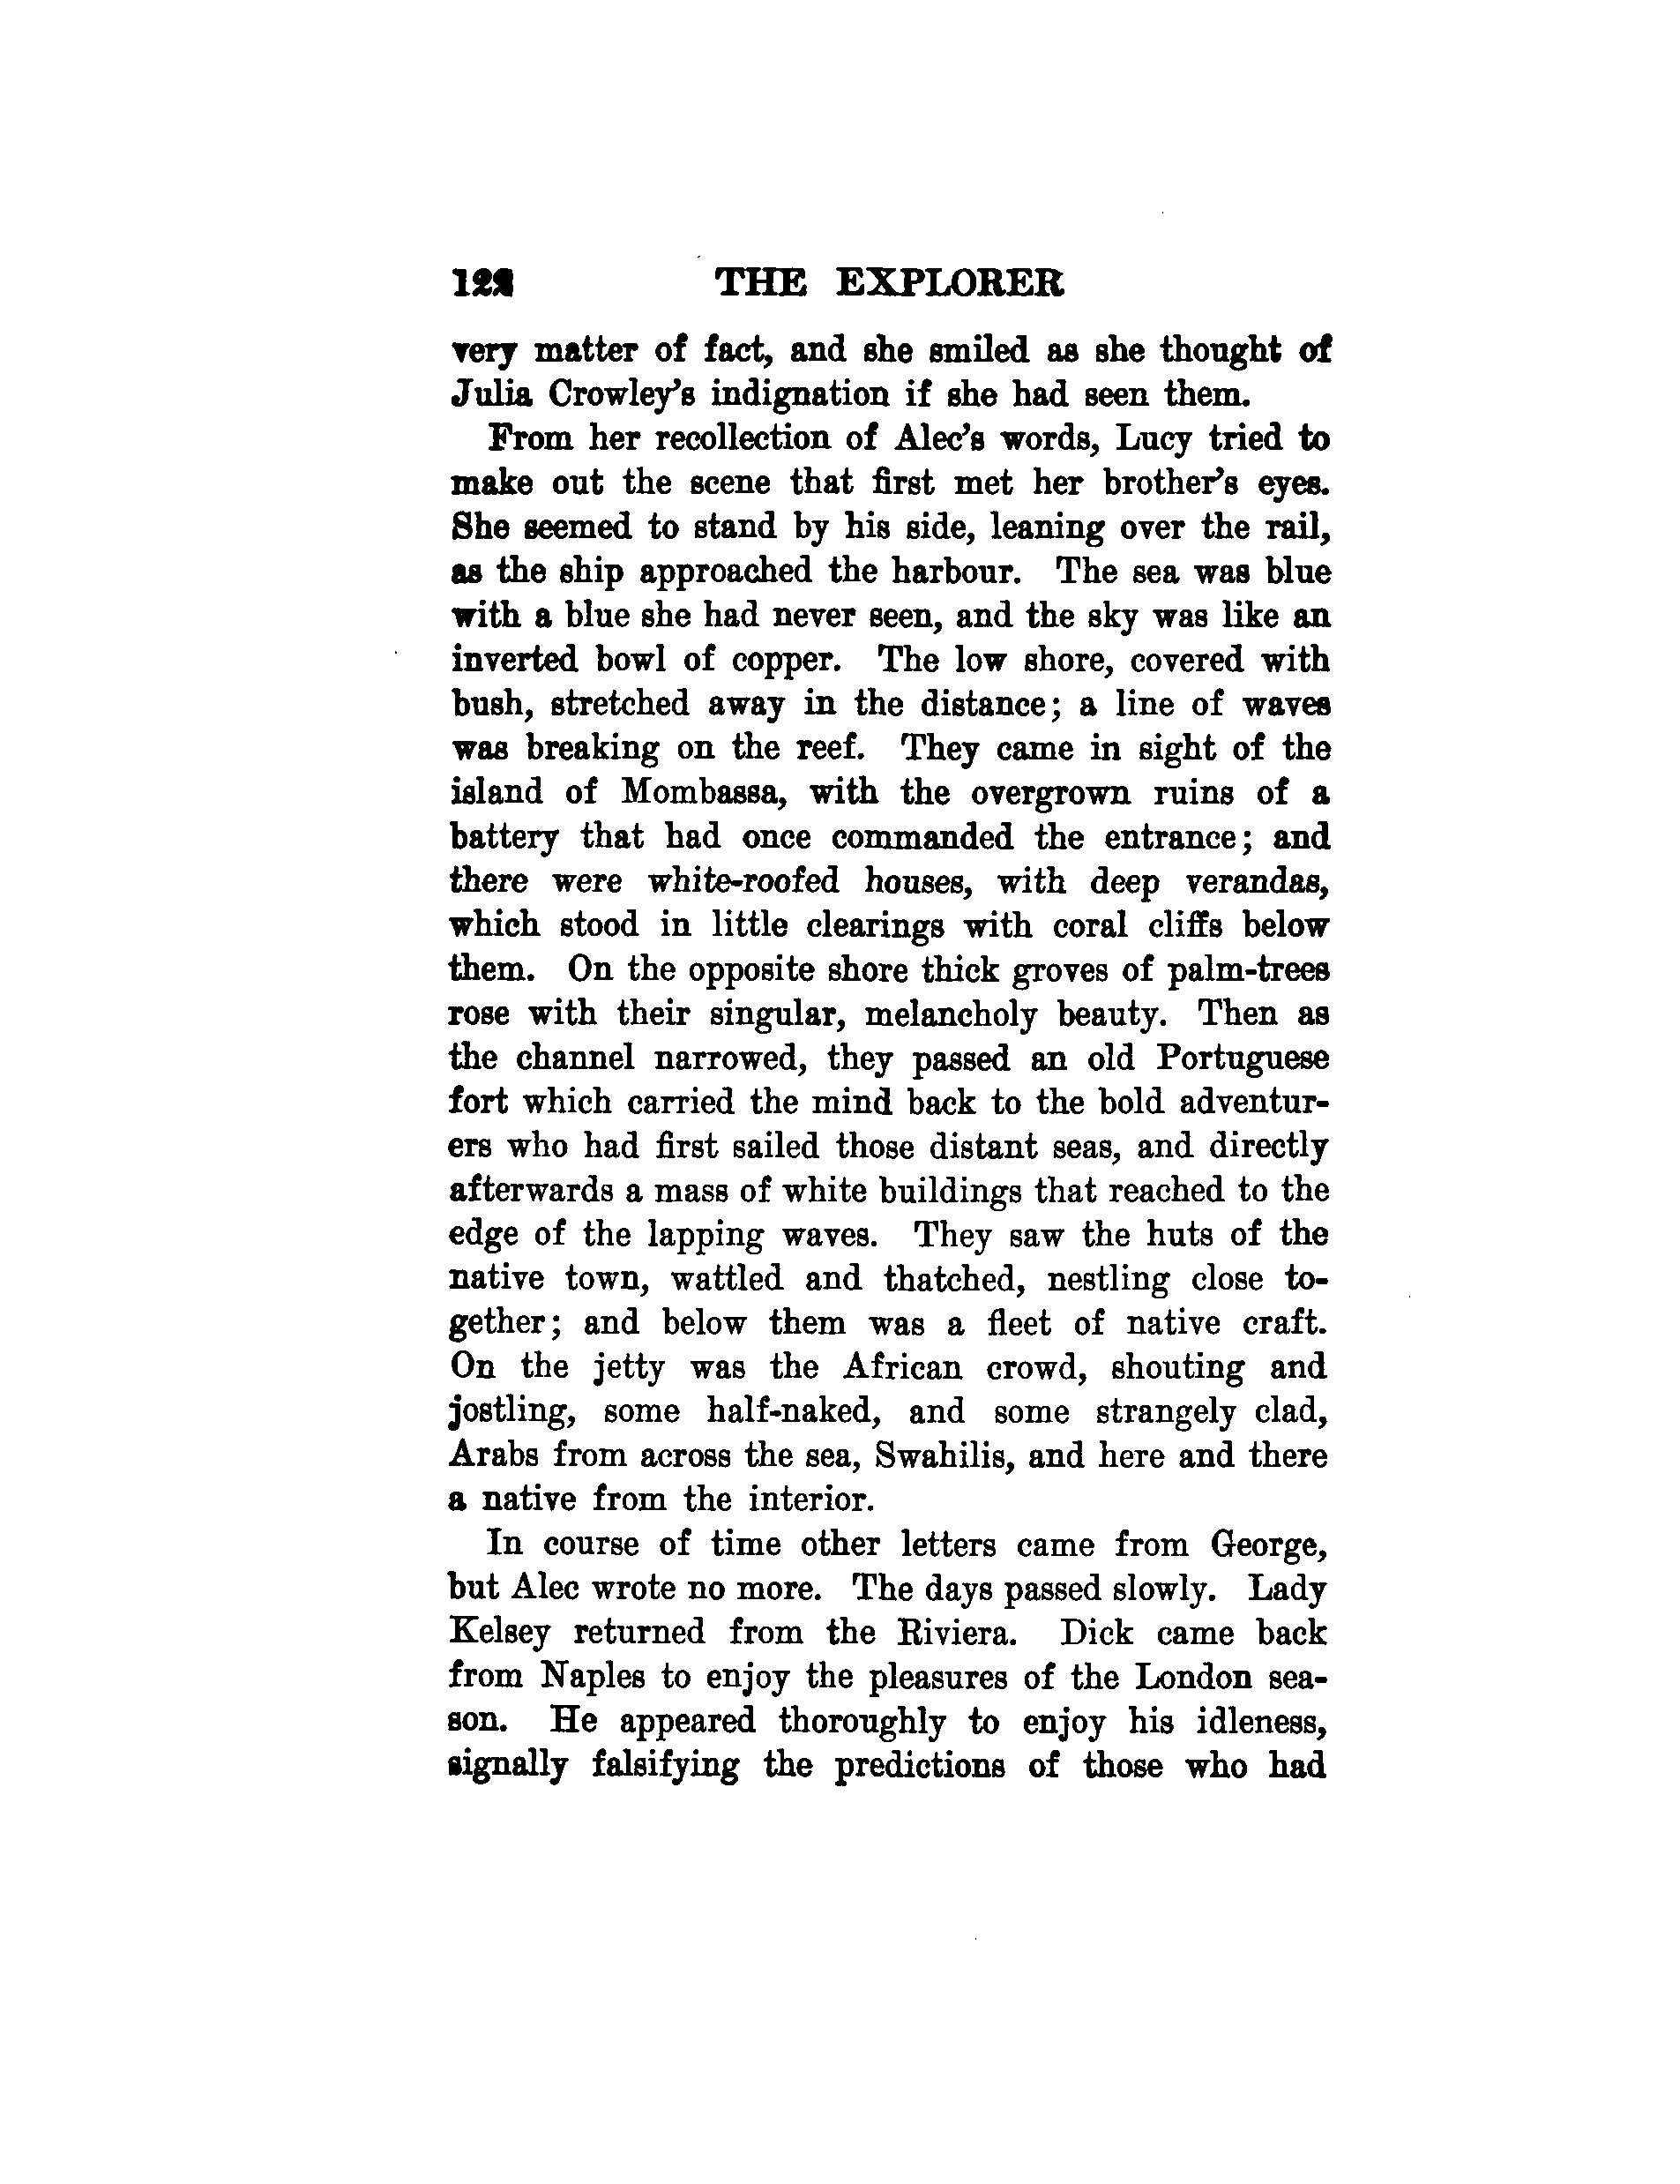 122 THE EXPLORER
very matter of fact, and she smiled as she thought of
Julia Crowley's indignation if she had seen them.
From her recollection of Alec's words, Lucy tried to
make out the scene that first met her brother's eyes.
She seemed to stand by his side, leaning over the rail,
as the ship approached the harbour. The sea was blue
with a blue she had never seen, and the sky was like an
inverted bowl of copper. The low shore, covered with
bush, stretched away in the distance; a line of waves
was breaking on the reef. They came in sight of the
island of Mombassa, with the overgrown ruins of a
battery that had once commanded the entrance; and
there were white-roofed houses, with deep verandas,
which stood in little clearings with coral cliffs below
them. On the opposite shore thick groves of palm-trees
rose with their singular, melancholy beauty. Then as
the channel narrowed, they passed an old Portuguese
fort which carried the mind back to the bold adventur-
ers who had first sailed those distant seas, and directly
afterwards a mass of white buildings that reached to the
edge of the lapping waves. They saw the huts of the
native town, wattled and thatched, nestling close to-
gether; and below them was a fleet of native craft.
On the jetty was the African crowd, shouting and
jostling, some half-naked, and some strangely clad,
Arabs from across the sea, Swahilis, and here and there
a native from the interior.
In course of time other letters came from George,
but Alec wrote no more. The days passed slowly. Lady
Kelsey returned from the Riviera. Dick came back
from Naples to enjoy the pleasures of the London sea-
son. He appeared thoroughly to enjoy his idleness,
signally falsifying the predictions of those who had